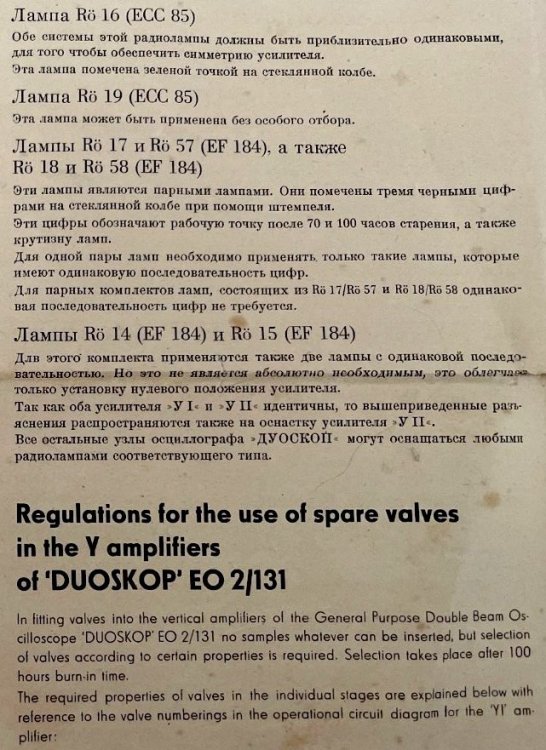 Лампа Rö 16 (ECC 85)
Обе системы этой радиолампы должны быть приблизительно одинаковыми,
для того чтобы обеспечить симметрию усилителя.
Эта лампа помечена зеленой точкой на стеклянной колбе.
Лампа Rö 19 (ECC 85)
Эта лампа может быть применена без особого отбора.
Лампы Rö 17 и Rö 57 (EF 184), а также
Rö 18 и Rö 58 (EF 184)
Эти лампы являются парными лампами. Они помечены тремя черными циф-
рами на стеклянной колбе при помощи штемпеля.
Эти цифры обозначают рабочую точку после 70 и 100 часов старения, а также
крутизну ламп.
Для одной пары ламп необходимо применять только такие лампы, которые
имеют одинаковую последовательность цифр.
Для парных комплектов ламп, состоящих из Rö 17/Rö 57 и Rö 18/Rö 58 одинако-
вая последовательность цифр не требуется.
Лампы Rö 14 (EF 184) и Rö 15 (EF 184)
Длв этого комплекта применяются также две лампы с одинаковой последо-
вательностью. Но это не является абсолютно необходимым, это облегчает
только установку нулевого положения усилителя.
Так как оба усилителя »У I« и »У II« идентичны, то вышеприведенные разъ-
яснения распространяются также на оснастку усилителя »У II«.
Все остальные узлы осциллографа »ДУОСКОП« могут оснащаться любыми
радиолампами соответствующего типа.
Regulations for the use of spare valves
in the Y amplifiers
of 'DUOSKOP' EO 2/131
In fitting valves into the vertical amplifiers of the General Purpose Double Beam Os-
cilloscope 'DUOSKOP' EO 2/131 no samples whatever can be inserted, but selection
of valves according to certain properties is required. Selection takes place after 100
hours burn-in time.
The required properties of valves in the individual stages are explained below with
reference to the valve numberings in the operational circuit diagram for the 'YI' am-
plifier: